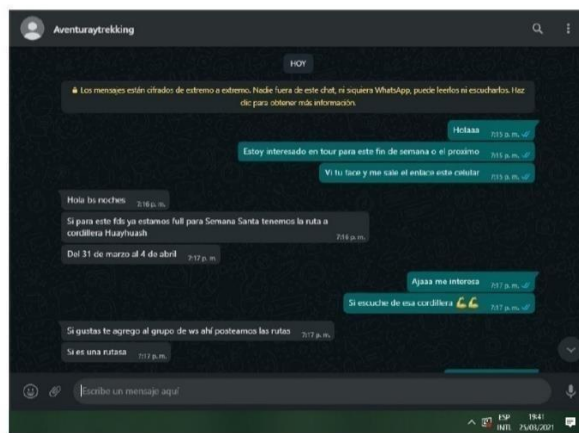 Aventuraytrekking
HOY
Los mensajes están cifrados de extremo a extremo. Nadie fuera de este chat, ni siquiera WhatsApp, puede leerlos ni escucharlos. Haz
clic para obtener más información.
Holaaa 7:15 p. m.
Estoy interesado en tour para este fin de semana o el proximo 7:15 p. m.
Vi tu face y me sale el enlace este celular 7:15 p. m.
Hola bs noches 7:16 p. m.
Si para este fds ya estamos full para Semana Santa tenemos la ruta a
cordillera Huayhuash 7:16 p. m.
Del 31 de marzo al 4 de abril 7:17 p. m.
Ajaaa me interesa 7:17 p. m.
Si escuche de esa cordillera 💪💪 7:17 p. m.
Si gustas te agrego al grupo de ws ahí posteamos las rutas 7:17 p. m.
Si es una rutasa 7:17 p. m.
Escribe un mensaje aquí
ESP 19:41
INTL 25/03/2021